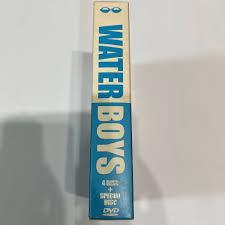 WATER BOYS
4 DISC
+
SPECIAL
DISC
DVD